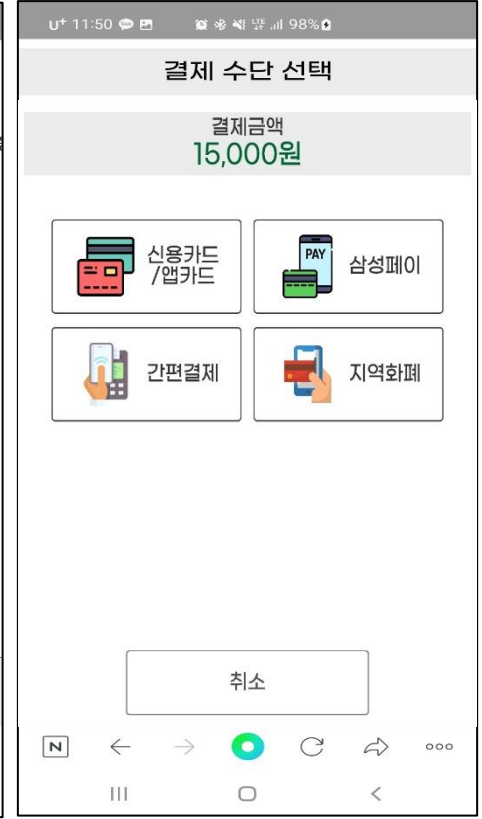 U+ 11:50 LTE 98%
결제 수단 선택
결제금액
15,000원
신용카드
/앱카드
PAY
삼성페이
간편결제
지역화폐
취소
N